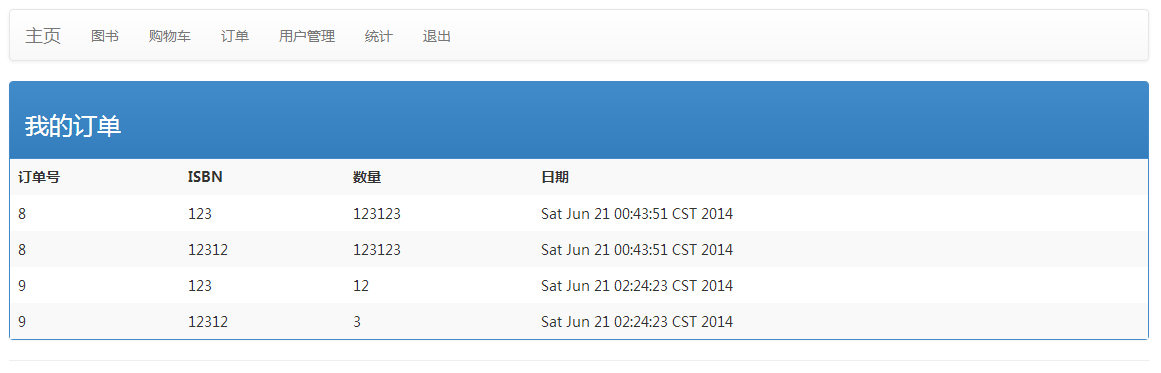 主页 图书 购物车 订单 用户管理 统计 退出
我的订单
订单号 ISBN 数量 日期
8 123 123123 Sat Jun 21 00:43:51 CST 2014
8 12312 123123 Sat Jun 21 00:43:51 CST 2014
9 123 12 Sat Jun 21 02:24:23 CST 2014
9 12312 3 Sat Jun 21 02:24:23 CST 2014